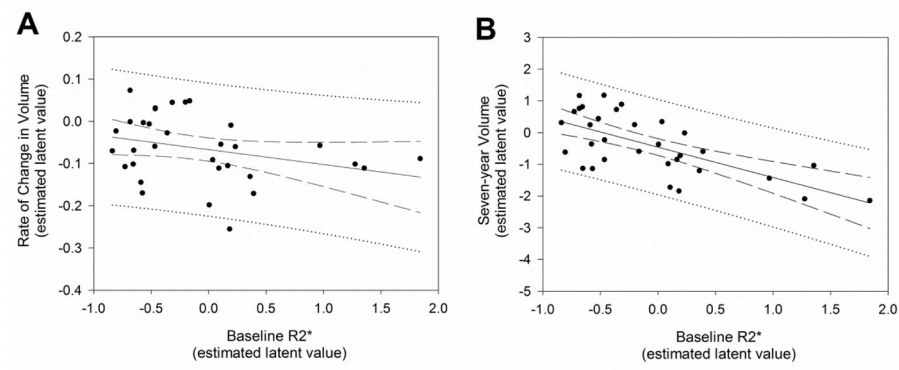 A
0.2
0.1
0.0
-0.1
-0.2
-0.3
-0.4
Rate of Change in Volume
(estimated latent value)
-1.0 -0.5 0.0 0.5 1.0 1.5 2.0
Baseline R2*
(estimated latent value)
B
3
2
1
0
-1
-2
-3
-4
-5
Seven-year Volume
(estimated latent value)
-1.0 -0.5 0.0 0.5 1.0 1.5 2.0
Baseline R2*
(estimated latent value)